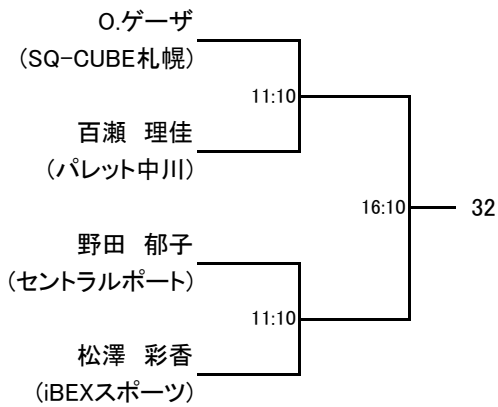 O.ゲーザ
(SQ-CUBE札幌)
11:10
百瀬　理佳
(パレット中川)
16:10
32
野田　郁子
(セントラルポート)
11:10
松澤　彩香
(iBEXスポーツ)